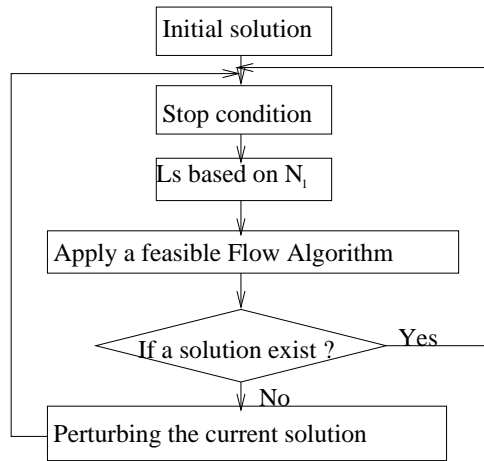 Initial solution
Stop condition
Ls based on N₁
Apply a feasible Flow Algorithm
If a solution exist ?
Yes
No
Perturbing the current solution